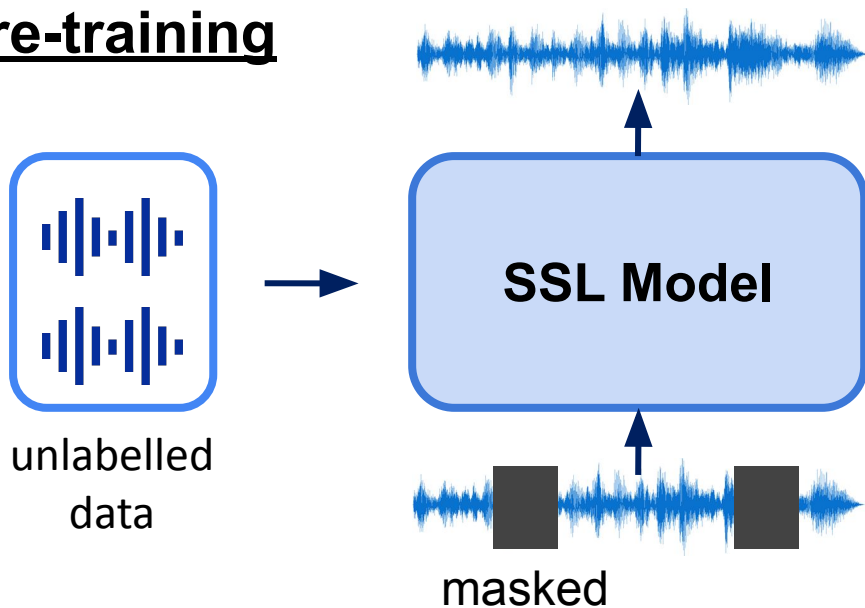 re-training
SSL Model
unlabelled
data
masked